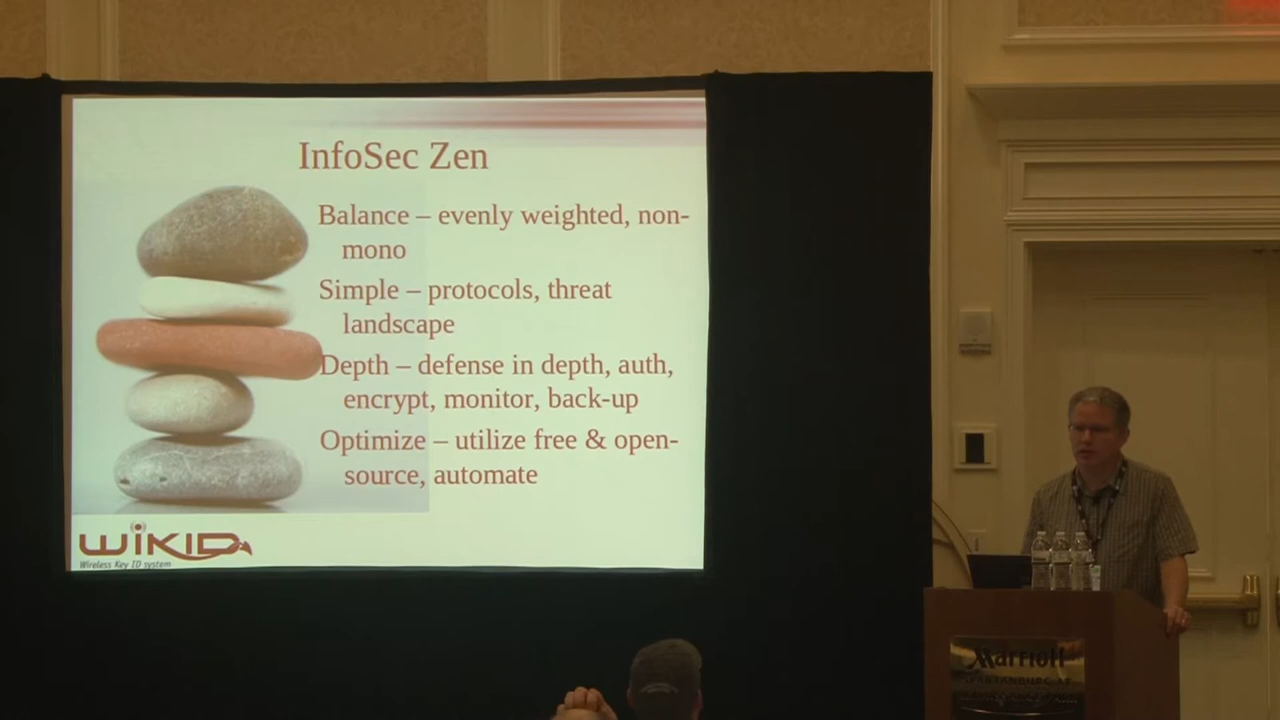 InfoSec Zen
Balance – evenly weighted, non-
mono
Simple – protocols, threat
landscape
Depth – defense in depth, auth,
encrypt, monitor, back-up
Optimize – utilize free & open-
source, automate
WiKID
Wireless Key ID system
Marriott